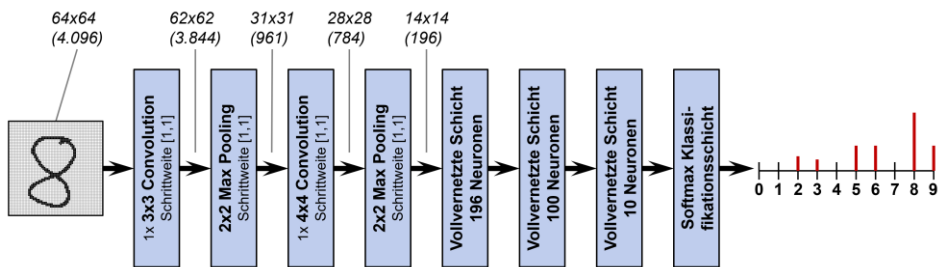 64x64
(4.096)
62x62
(3.844)
31x31
(961)
28x28
(784)
14x14
(196)
1x 3x3 Convolution
Schrittweite [1,1]
2x2 Max Pooling
Schrittweite [1,1]
1x 4x4 Convolution
Schrittweite [1,1]
2x2 Max Pooling
Schrittweite [1,1]
Vollvernetzte Schicht
196 Neuronen
Vollvernetzte Schicht
100 Neuronen
Vollvernetzte Schicht
10 Neuronen
Softmax Klassi-
fikationsschicht
8
0 1 2 3 4 5 6 7 8 9